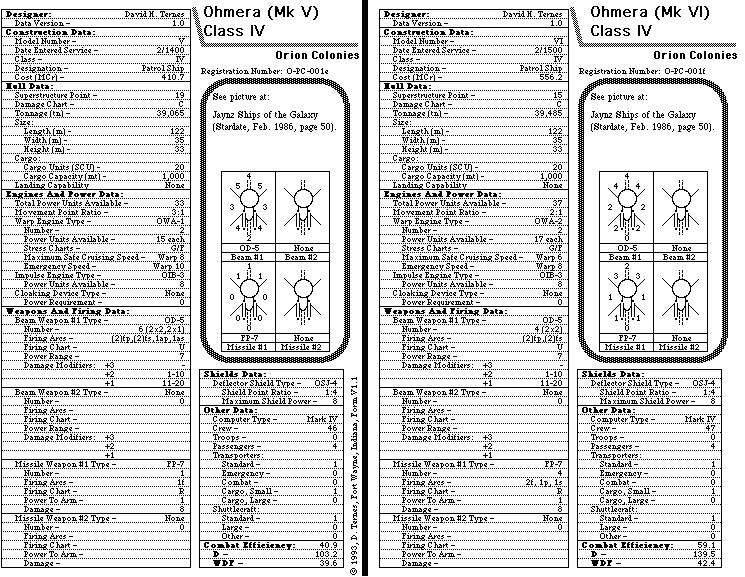 Designer: David H. Ternes
Data Version - 1.0
Construction Data:
Model Number - V
Date Entered Service - 2/1400
Class - IV
Designation - Patrol Ship
Cost (MCr) - 410.7
Hull Data:
Superstructure Point - 19
Damage Chart - C
Tonnage (tn) - 39,065
Size:
Length (m) - 122
Width (m) - 35
Height (m) - 33
Cargo:
Cargo Units (SCU) - 20
Cargo Capacity (mt) - 1,000
Landing Capability None
Engines And Power Data:
Total Power Units Available - 33
Movement Point Ratio - 3:1
Warp Engine Type - OWA-1
Number - 2
Power Units Available - 15 each
Stress Charts - G/F
Maximum Safe Cruising Speed - Warp 8
Emergency Speed - Warp 10
Impulse Engine Type - OIB-3
Power Units Available - 8
Cloaking Device Type - None
Power Requirement - 0
Weapons And Firing Data:
Beam Weapon #1 Type - OD-5
Number - 6 (2x2,2x1)
Firing Arcs - (2)fp,(2)fs,1ap,1as
Firing Chart - U
Power Range - 7
Damage Modifiers: +3 -
+2 1-10
+1 11-20
Beam Weapon #2 Type - None
Number - 0
Firing Arcs -
Firing Chart -
Power Range -
Damage Modifiers: +3
+2
+1
Missile Weapon #1 Type - FP-7
Number - 1
Firing Arcs - 1f
Firing Chart - R
Power To Arm - 1
Damage - 8
Missile Weapon #2 Type - None
Number - 0
Firing Arcs -
Firing Chart -
Power To Arm -
Damage -
Ohmera (Mk V)
Class IV
Orion Colonies
Registration Number: O-PC-001e
See picture at:
Jaynz Ships of the Galaxy
(Stardate, Feb. 1986, page 50).
4
5 5
3 3
4 4
2
OD-5 None
Beam #1 Beam #2
1
1 1
0 0
0 0
0
FP-7 None
Missile #1 Missile #2
Shields Data:
Deflector Shield Type - OSJ-4
Shield Point Ratio - 1:4
Maximum Shield Power - 8
Other Data:
Computer Type - Mark IV
Crew - 46
Troops - 0
Passengers - 4
Transporters:
Standard - 1
Emergency - 0
Combat - 0
Cargo, Small - 1
Cargo, Large - 0
Shuttlecraft:
Standard - 1
Large - 0
Other - 0
Combat Efficiency: 40.9
D - 103.2
WDF - 39.6
© 1993, D. Ternes, Fort Wayne, Indiana, Form V1.1
Designer: David H. Ternes
Data Version - 1.0
Construction Data:
Model Number - VI
Date Entered Service - 2/1500
Class - IV
Designation - Patrol Ship
Cost (MCr) - 556.2
Hull Data:
Superstructure Point - 15
Damage Chart - C
Tonnage (tn) - 39,485
Size:
Length (m) - 122
Width (m) - 35
Height (m) - 33
Cargo:
Cargo Units (SCU) - 20
Cargo Capacity (mt) - 1,000
Landing Capability None
Engines And Power Data:
Total Power Units Available - 37
Movement Point Ratio - 2:1
Warp Engine Type - OWA-2
Number - 2
Power Units Available - 17 each
Stress Charts - G/F
Maximum Safe Cruising Speed - Warp 6
Emergency Speed - Warp 8
Impulse Engine Type - OIB-3
Power Units Available - 8
Cloaking Device Type - None
Power Requirement - 0
Weapons And Firing Data:
Beam Weapon #1 Type - OD-5
Number - 4 (2x2)
Firing Arcs - (2)fp,(2)fs
Firing Chart - U
Power Range - 7
Damage Modifiers: +3 -
+2 1-10
+1 11-20
Beam Weapon #2 Type - None
Number - 0
Firing Arcs -
Firing Chart -
Power Range -
Damage Modifiers: +3
+2
+1
Missile Weapon #1 Type - FP-7
Number - 4
Firing Arcs - 2f, 1p, 1s
Firing Chart - R
Power To Arm - 1
Damage - 8
Missile Weapon #2 Type - None
Number - 0
Firing Arcs -
Firing Chart -
Power To Arm -
Damage -
Ohmera (Mk VI)
Class IV
Orion Colonies
Registration Number: O-PC-001f
See picture at:
Jaynz Ships of the Galaxy
(Stardate, Feb. 1986, page 50).
4
4 4
2 2
2 2
0
OD-5 None
Beam #1 Beam #2
2
3 3
1 1
0
FP-7 None
Missile #1 Missile #2
Shields Data:
Deflector Shield Type - OSJ-4
Shield Point Ratio - 1:4
Maximum Shield Power - 8
Other Data:
Computer Type - Mark IV
Crew - 47
Troops - 0
Passengers - 4
Transporters:
Standard - 1
Emergency - 0
Combat - 0
Cargo, Small - 1
Cargo, Large - 0
Shuttlecraft:
Standard - 1
Large - 0
Other - 0
Combat Efficiency: 59.1
D - 139.5
WDF - 42.4